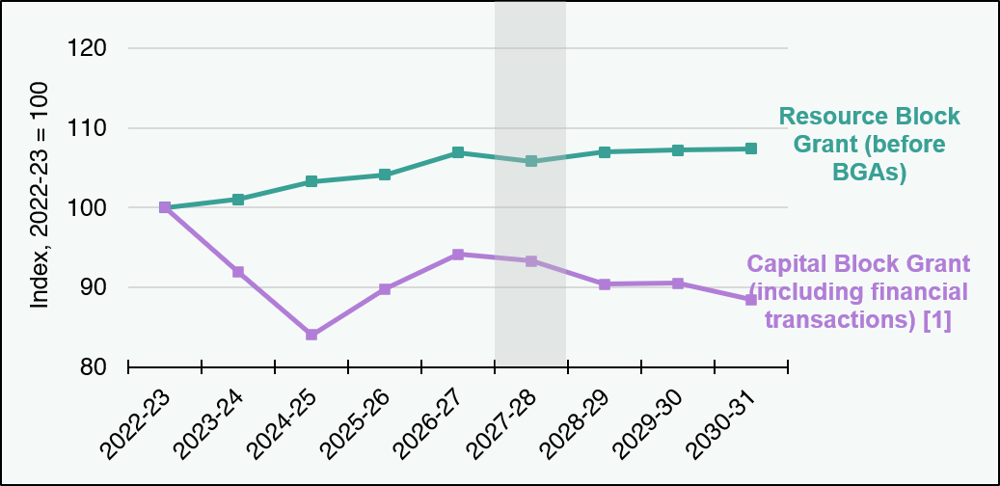 120
110
100
90
80
Index, 2022-23 = 100
Resource Block
Grant (before
BGAs)
Capital Block Grant
(including financial
transactions) [1]
2022-23
2023-24
2024-25
2025-26
2026-27
2027-28
2028-29
2029-30
2030-31